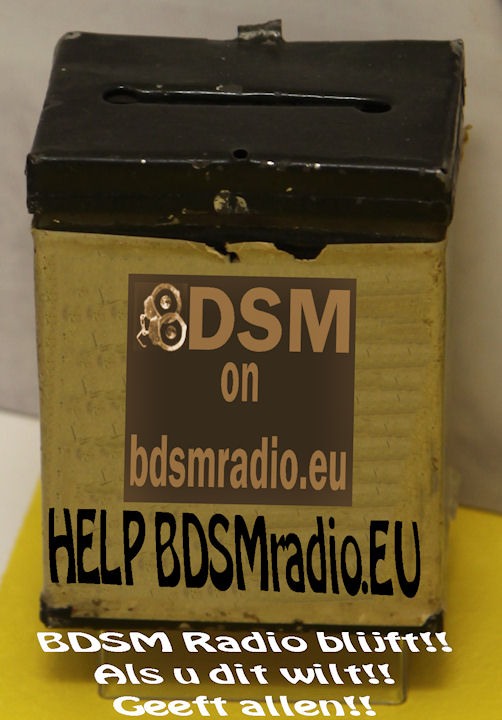 BDSM
on
bdsmradio.eu
HELP BDSMradio.EU
BDSM Radio blijft!!
Als u dit wilt!!
Geeft allen!!